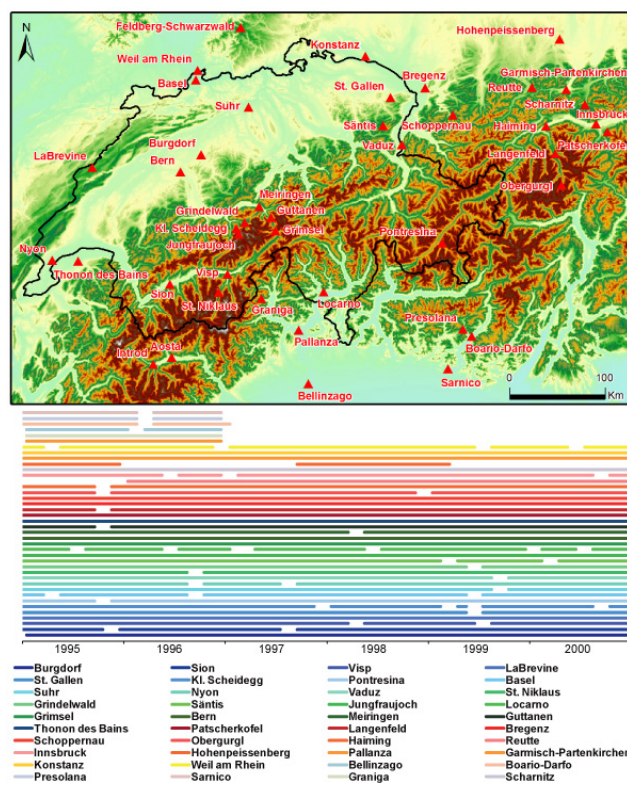 Feldberg-Schwarzwald
Hohenpeissenberg
N
Konstanz
Weil am Rhein
Garmisch-Partenkirchen
Basel
Bregenz
Reutte
St. Gallen
Suhr
Scharnitz
Innsbruck
Säntis
Schoppernau
Haiming
Patscherkofel
Burgdorf
Vaduz
Langenfeld
LaBrevine
Bern
Obergurgl
Meiringen
Grindelwald
Guttanen
Kl. Scheidegg
Grimsel
Jungfraujoch
Pontresina
Nyon
Thonon des Bains
Visp
Sion
St. Niklaus
Locarno
Graniga
Presolana
Pallanza
Boario-Darfo
Introd
Aosta
Sarnico
Bellinzago
0 100
Km
1995 1996 1997 1998 1999 2000
Burgdorf Sion Visp LaBrevine
St. Gallen Kl. Scheidegg Pontresina Basel
Suhr Nyon Vaduz St. Niklaus
Grindelwald Säntis Jungfraujoch Locarno
Grimsel Bern Meiringen Guttanen
Thonon des Bains Patscherkofel Langenfeld Bregenz
Schoppernau Obergurgl Haiming Reutte
Innsbruck Hohenpeissenberg Pallanza Garmisch-Partenkirchen
Konstanz Weil am Rhein Bellinzago Boario-Darfo
Presolana Sarnico Graniga Scharnitz